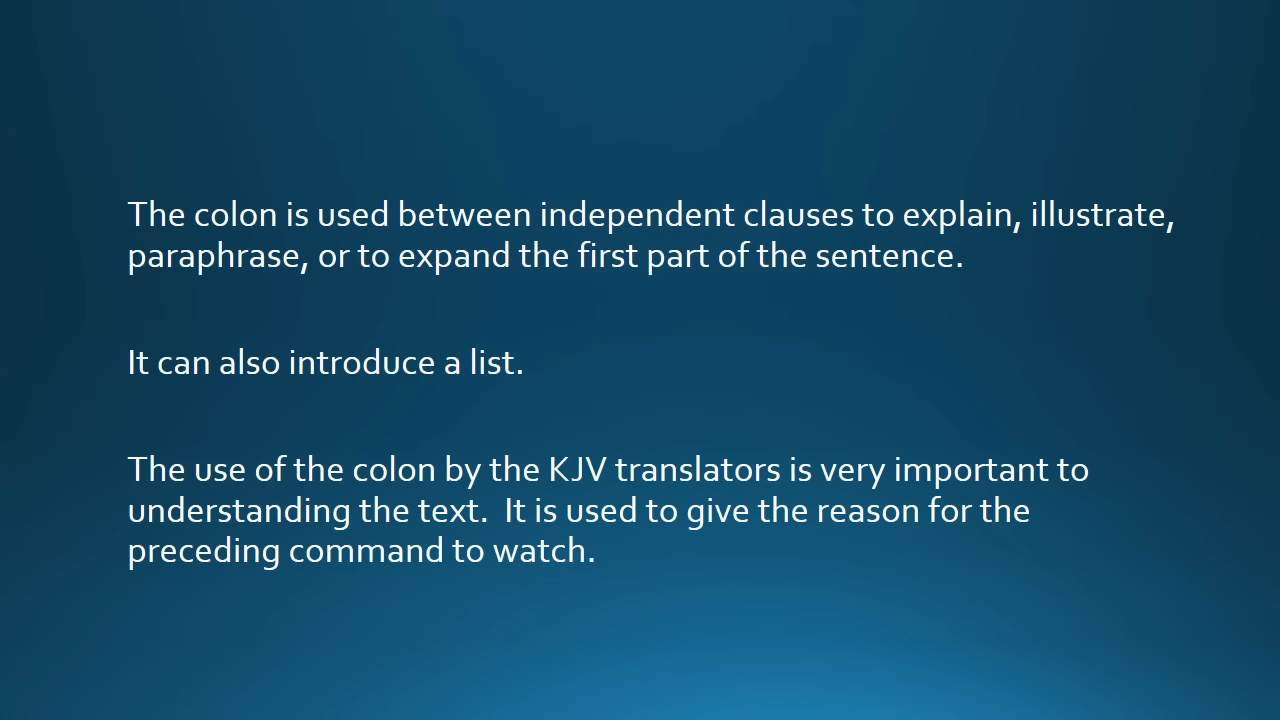 The colon is used between independent clauses to explain, illustrate,
paraphrase, or to expand the first part of the sentence.
It can also introduce a list.
The use of the colon by the KJV translators is very important to
understanding the text.  It is used to give the reason for the
preceding command to watch.